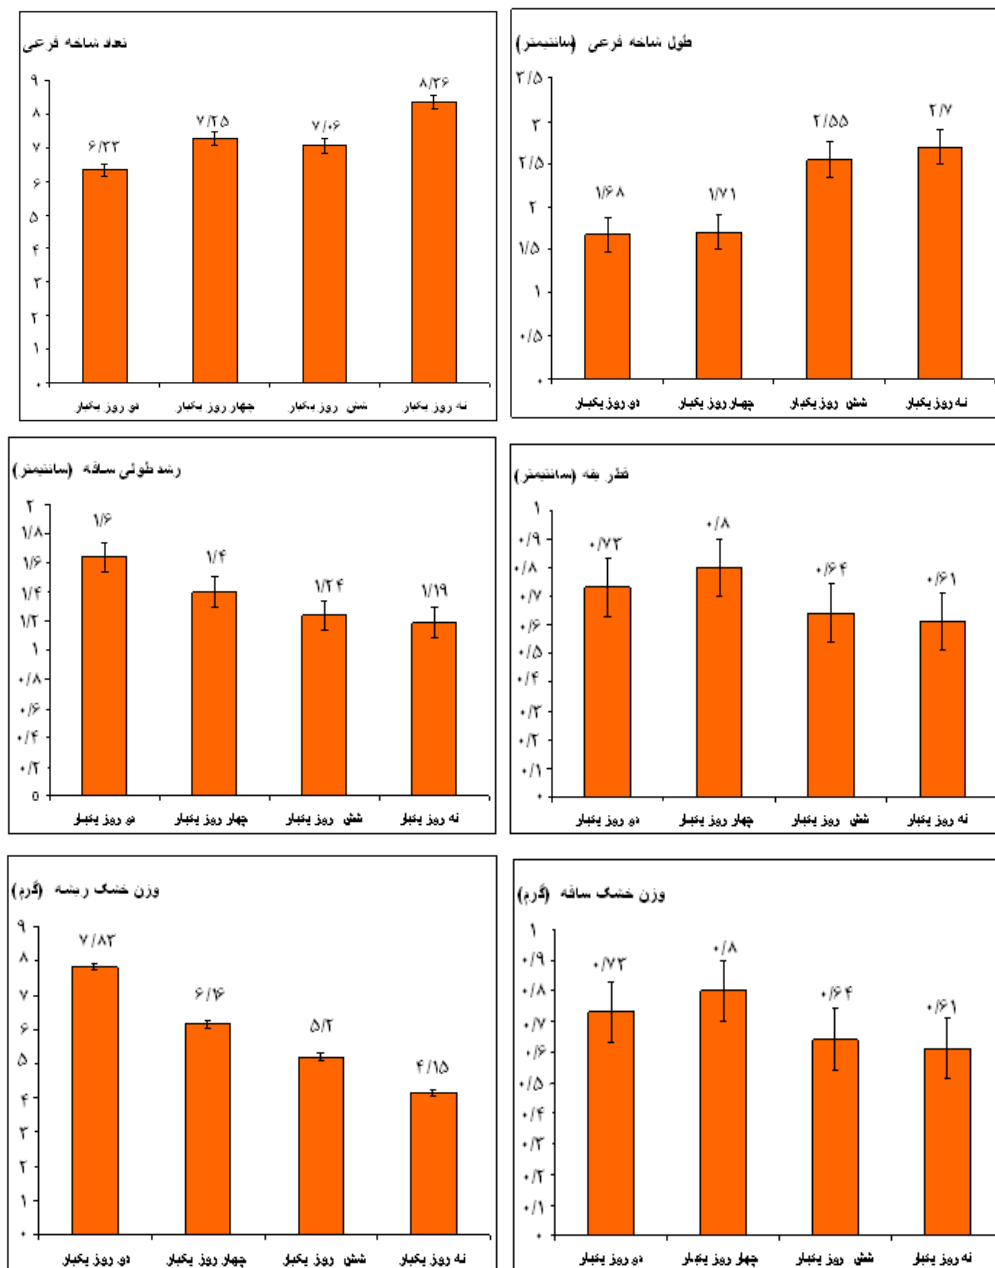 تعداد شاخه فرعی
۹
۸
۷
۶
۵
۴
۳
۲
۱
۰
۶/۳۳
۷/۲۵
۷/۰۶
۸/۳۶
دو روز یکبار
چهار روز یکبار
شش روز یکبار
نه روز یکبار
طول شاخه فرعی (سانتیمتر)
۳/۵
۳
۲/۵
۲
۱/۵
۱
۰/۵
۰
۱/۶۸
۱/۷۱
۲/۵۵
۲/۷
دو روز یکبار
چهار روز یکبار
شش روز یکبار
نه روز یکبار
رشد طولی ساقه (سانتیمتر)
۲
۱/۸
۱/۶
۱/۴
۱/۲
۱
۰/۸
۰/۶
۰/۴
۰/۲
0
۱/۶
۱/۴
۱/۲۴
۱/۱۹
دو روز یکبار
چهار روز یکبار
شش روز یکبار
نه روز یکبار
قطر یقه (سانتیمتر)
۱
۰/۹
۰/۸
۰/۷
۰/۶
۰/۵
۰/۴
۰/۳
۰/۲
۰/۱
۰
۰/۷۳
۰/۸
۰/۶۴
۰/۶۱
دو روز یکبار
چهار روز یکبار
شش روز یکبار
نه روز یکبار
وزن خشک ریشه (گرم)
۹
۸
۷
۶
۵
۴
۳
۲
۱
۰
۷/۸۳
۶/۱۶
۵/۲
۴/۱۵
دو روز یکبار
چهار روز یکبار
شش روز یکبار
نه روز یکبار
وزن خشک ساقه (گرم)
۱
۰/۹
۰/۸
۰/۷
۰/۶
۰/۵
۰/۴
۰/۳
۰/۲
۰/۱
۰
۰/۷۳
۰/۸
۰/۶۴
۰/۶۱
دو روز یکبار
چهار روز یکبار
شش روز یکبار
نه روز یکبار